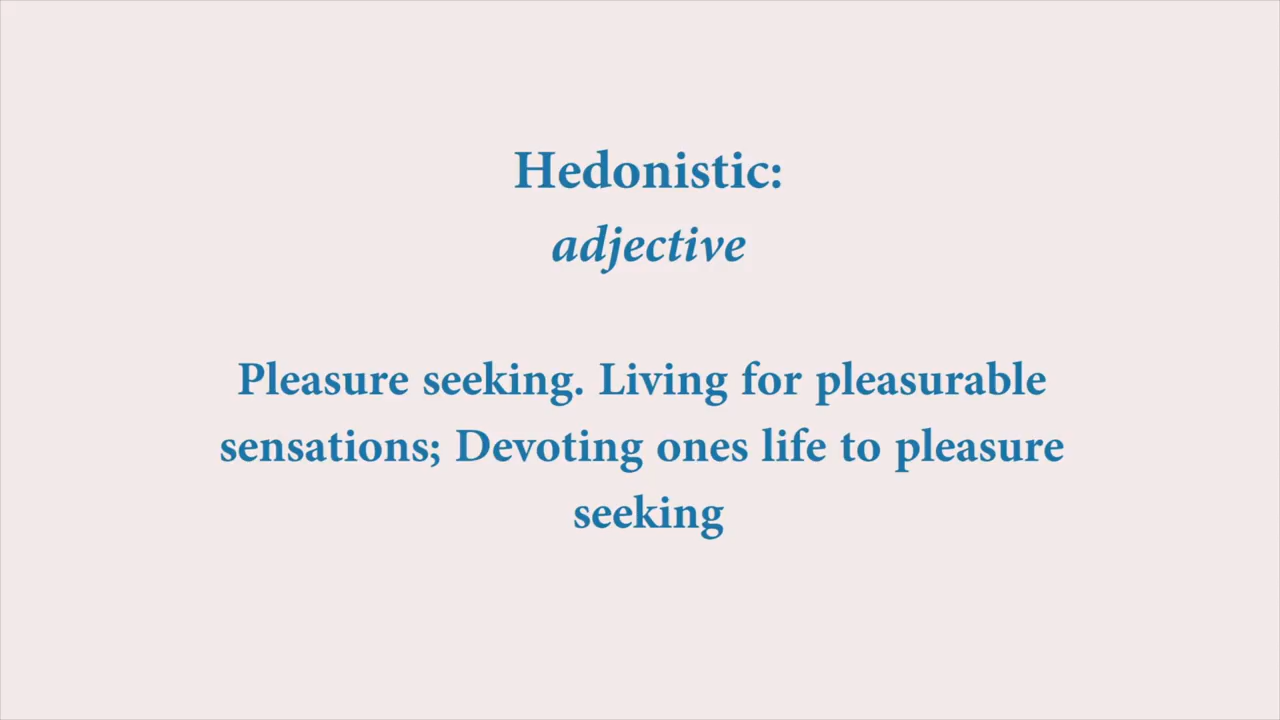 Hedonistic:
adjective
Pleasure seeking. Living for pleasurable
sensations; Devoting ones life to pleasure
seeking